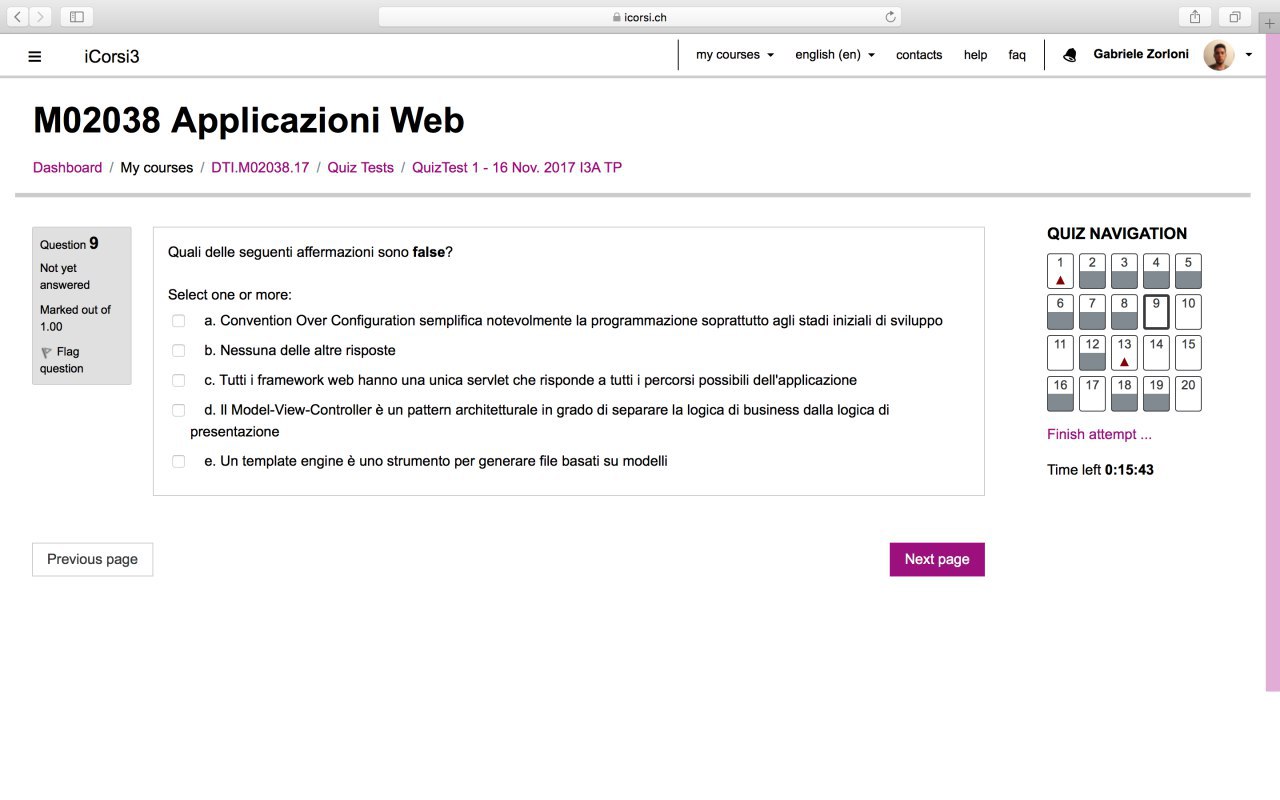 icorsi.ch
iCorsi3
my courses
english (en)
contacts
help
faq
Gabriele Zorloni
M02038 Applicazioni Web
Dashboard / My courses / DTI.M02038.17 / Quiz Tests / QuizTest 1 - 16 Nov. 2017 I3A TP
Question 9
Not yet
answered
Marked out of
1.00
Flag
question
Quali delle seguenti affermazioni sono false?
Select one or more:
a. Convention Over Configuration semplifica notevolmente la programmazione soprattutto agli stadi iniziali di sviluppo
b. Nessuna delle altre risposte
c. Tutti i framework web hanno una unica servlet che risponde a tutti i percorsi possibili dell'applicazione
d. Il Model-View-Controller è un pattern architetturale in grado di separare la logica di business dalla logica di
presentazione
e. Un template engine è uno strumento per generare file basati su modelli
Previous page
Next page
QUIZ NAVIGATION
1 2 3 4 5
6 7 8 9 10
11 12 13 14 15
16 17 18 19 20
Finish attempt ...
Time left 0:15:43